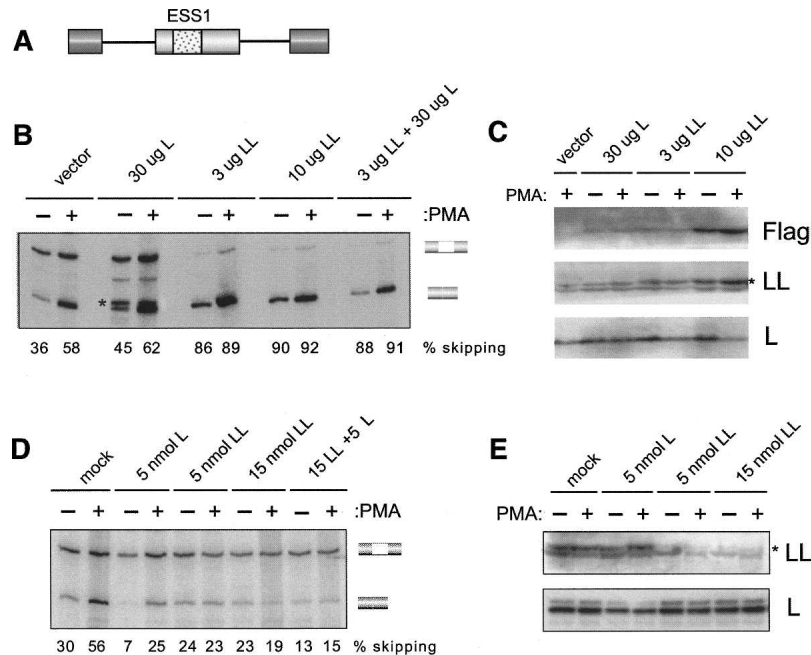 A
ESS1
B
vector
30 ug L
3 ug LL
10 ug LL
3 ug LL + 30 ug L
– + – + – + – + – + :PMA
*
36 58 45 62 86 89 90 92 88 91 % skipping
C
vector
30 ug L
3 ug LL
10 ug LL
PMA: + – + – + – +
Flag
* LL
L
D
mock
5 nmol L
5 nmol LL
15 nmol LL
15 LL +5 L
– + – + – + – + – + :PMA
30 56 7 25 24 23 23 19 13 15 % skipping
E
mock
5 nmol L
5 nmol LL
15 nmol LL
PMA: – + – + – + – +
* LL
L